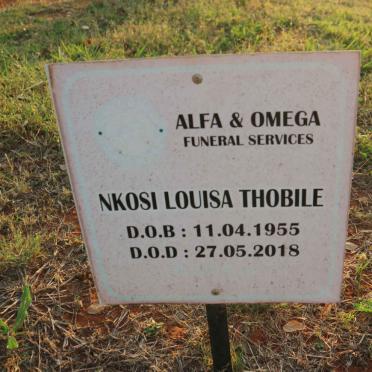 ALFA & OMEGA
FUNERAL SERVICES
NKOSI LOUISA THOBILE
D.O.B : 11.04.1955
D.O.D : 27.05.2018